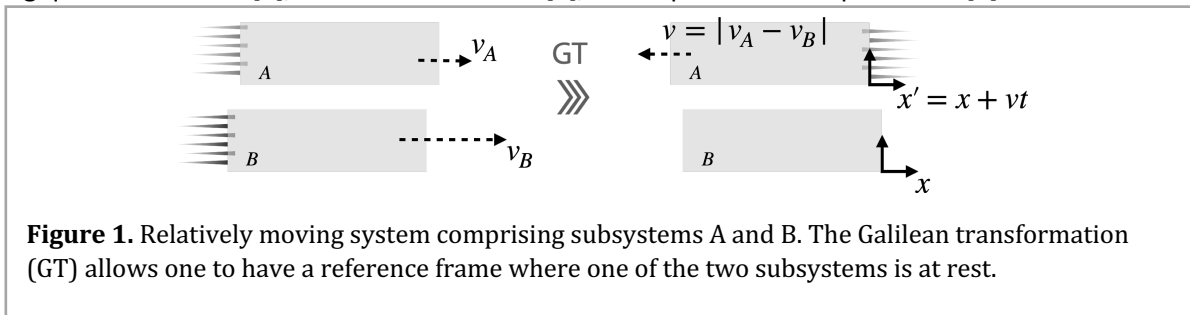 v_A
A
v_B
B
GT
v = |v_A − v_B|
A
x′ = x + vt
B
x
Figure 1. Relatively moving system comprising subsystems A and B. The Galilean transformation
(GT) allows one to have a reference frame where one of the two subsystems is at rest.